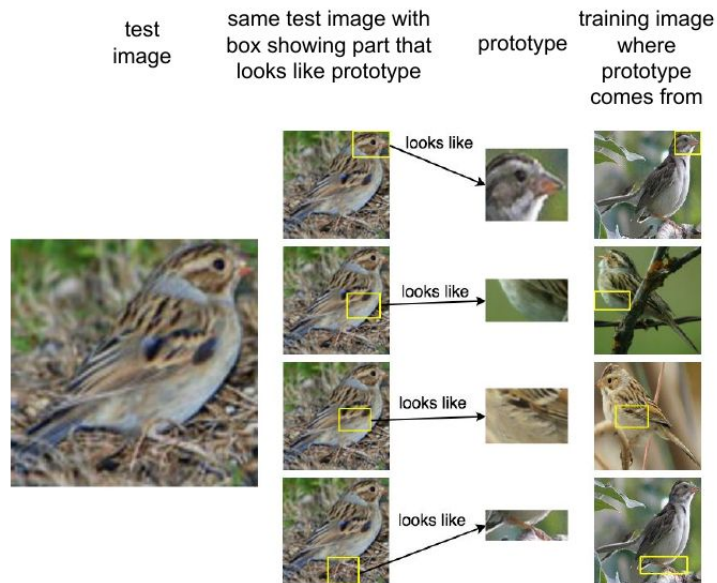 test
image
same test image with
box showing part that
looks like prototype
prototype
training image
where
prototype
comes from
looks like
looks like
looks like
looks like